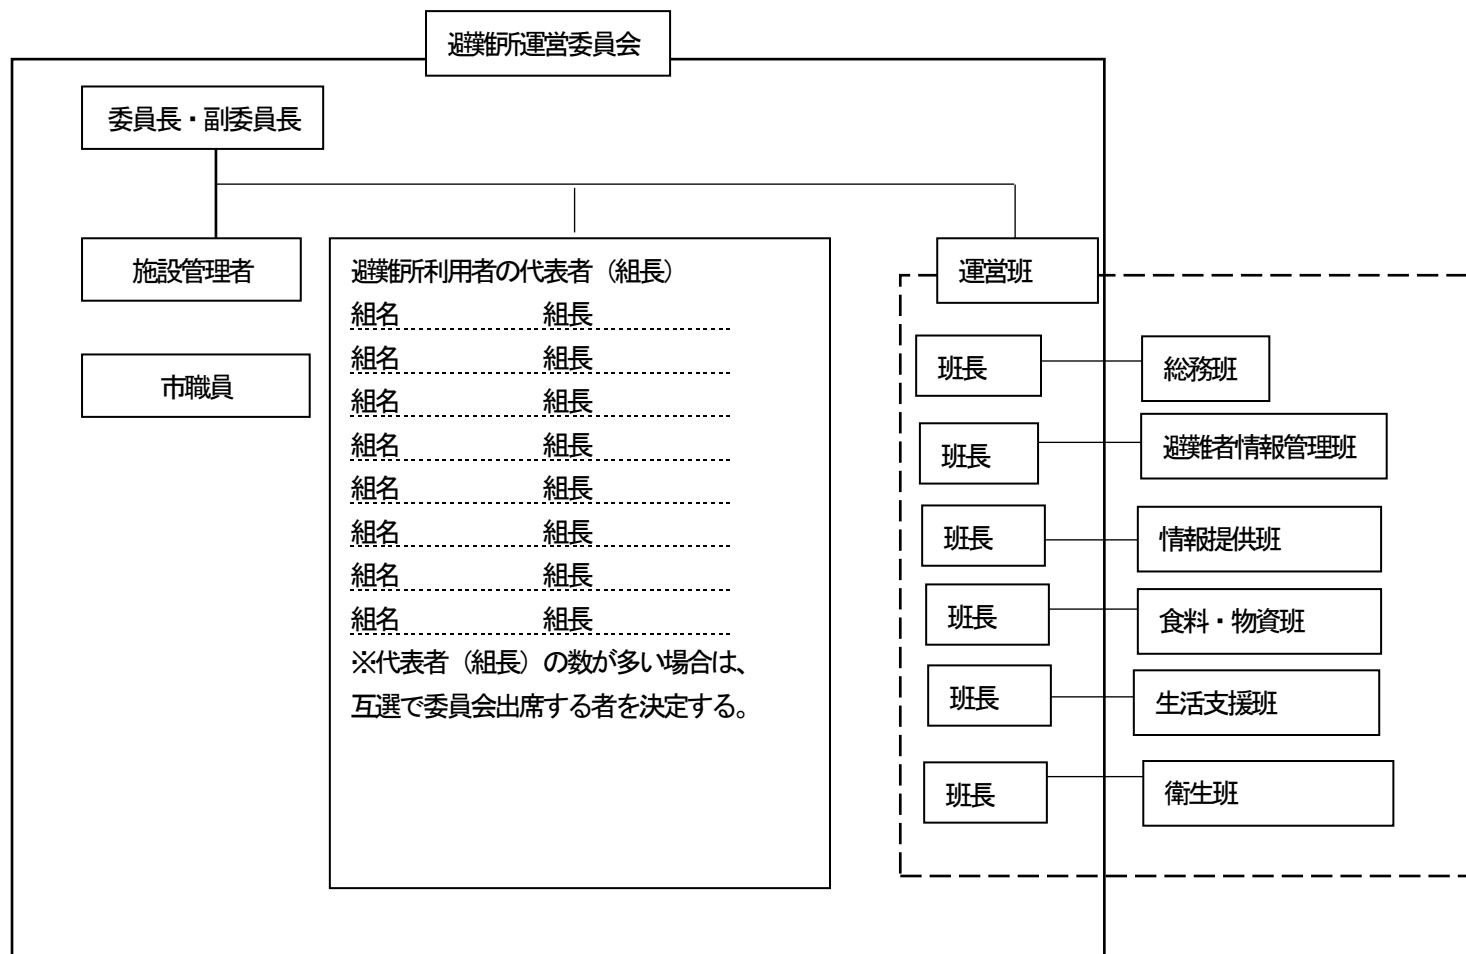 避難所運営委員会
委員長・副委員長
施設管理者
市職員
避難所利用者の代表者（組長）
組名 組長
組名 組長
組名 組長
組名 組長
組名 組長
組名 組長
組名 組長
組名 組長
※代表者（組長）の数が多い場合は、
互選で委員会出席する者を決定する。
運営班
班長 総務班
班長 避難者情報管理班
班長 情報提供班
班長 食料・物資班
班長 生活支援班
班長 衛生班